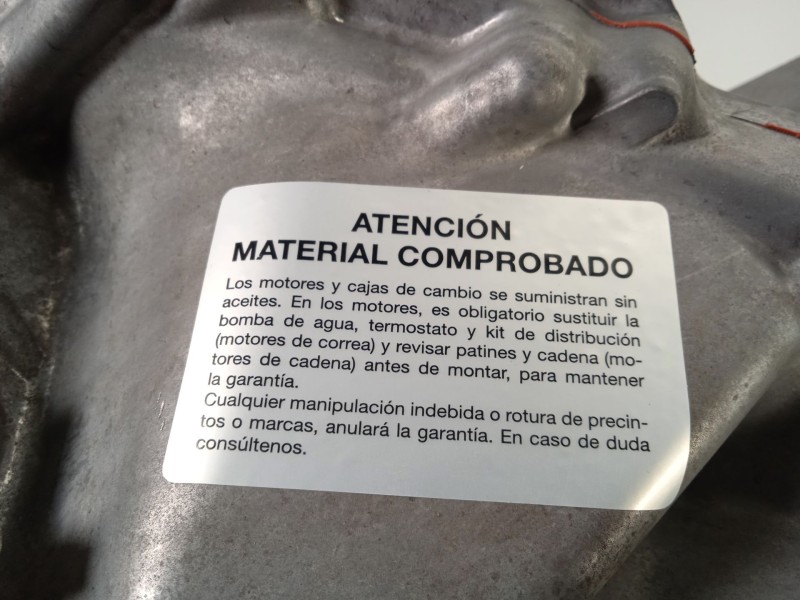 ATENCIÓN
MATERIAL COMPROBADO
Los motores y cajas de cambio se suministran sin
aceites. En los motores, es obligatorio sustituir la
bomba de agua, termostato y kit de distribución
(motores de correa) y revisar patines y cadena (mo-
tores de cadena) antes de montar, para mantener
la garantía.
Cualquier manipulación indebida o rotura de precin-
tos o marcas, anulará la garantía. En caso de duda
consúltenos.